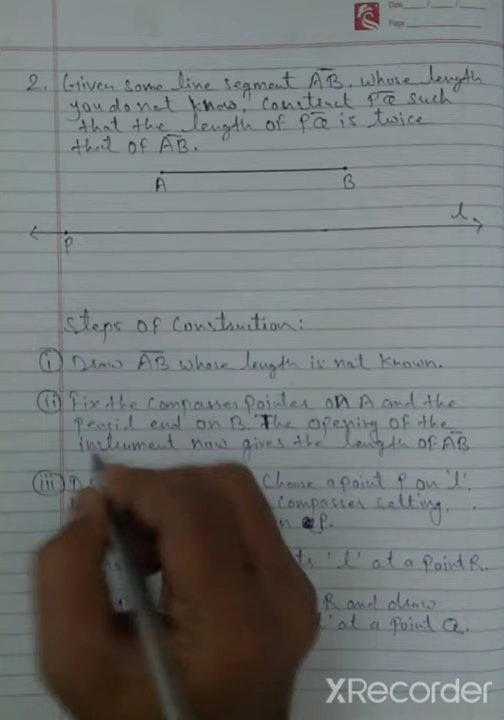 Date
Page
2. Given some line segment AB. whose length
you do not know, construct PQ such
that the length of PQ is twice
that of AB.
A B
l
P
Steps of Construction:
(i) Draw AB whose length is not known.
(ii) Fix the compasses pointer on A and the
pencil end on B. The opening of the
instrument now gives the length of AB
(iii) Choose a point P on 'l'.
compasses setting,
P.
'l' at a point R.
R and draw
at a point Q.
XRecorder